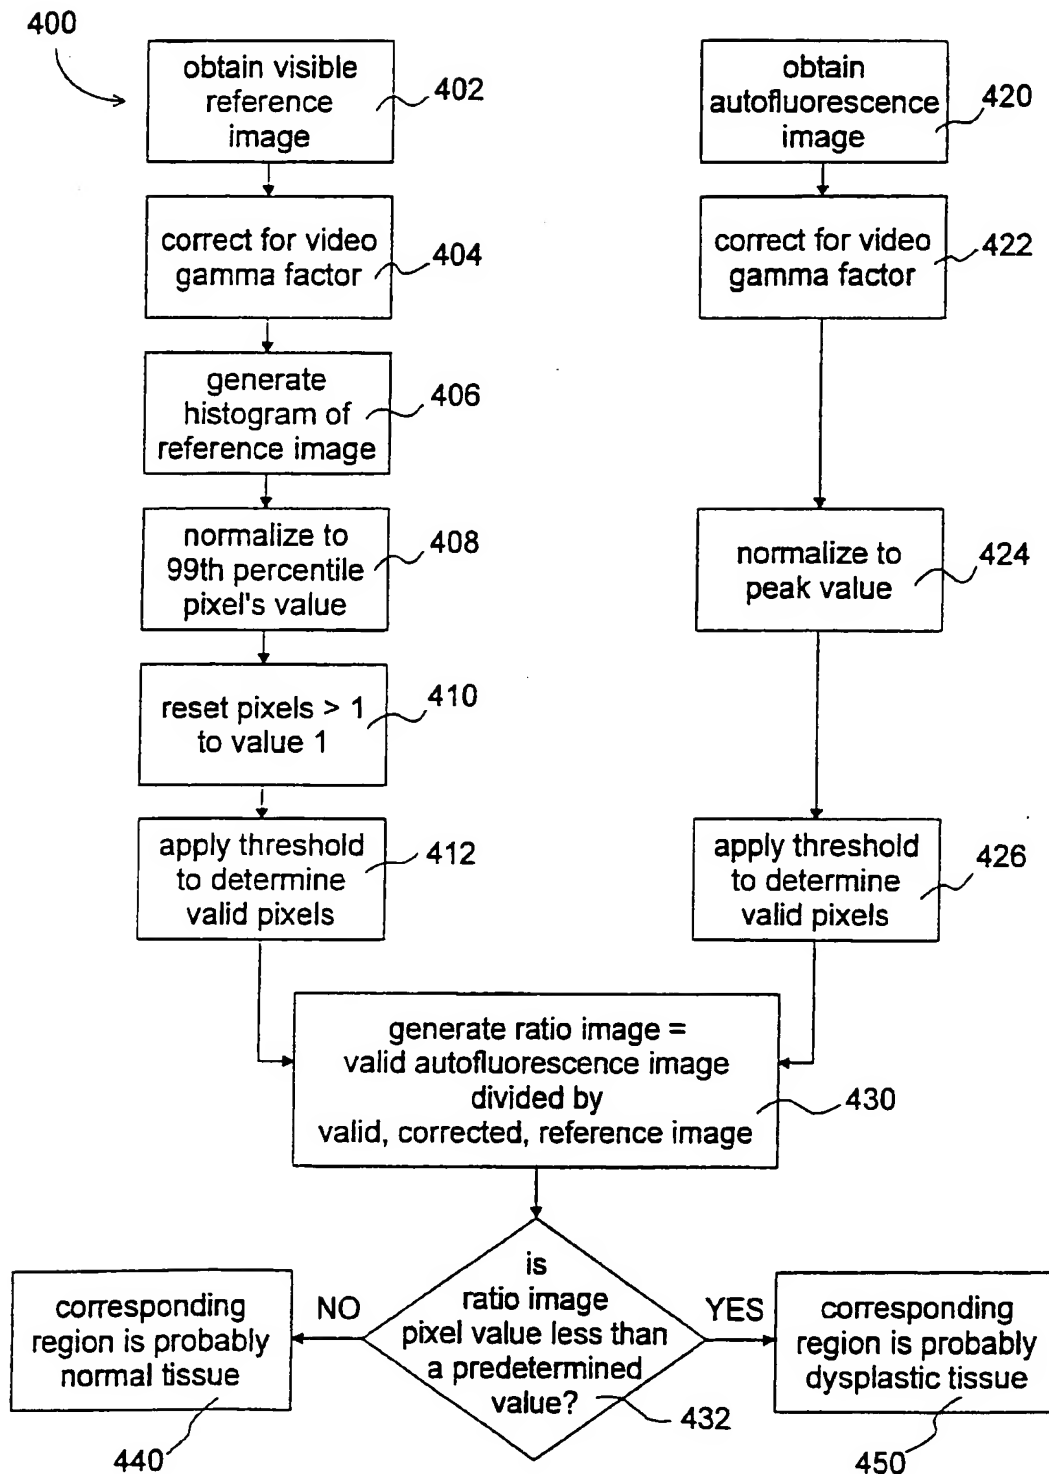 400
obtain visible
reference
image
402
correct for video
gamma factor
404
generate
histogram of
reference image
406
normalize to
99th percentile
pixel's value
408
reset pixels > 1
to value 1
410
apply threshold
to determine
valid pixels
412
obtain
autofluorescence
image
420
correct for video
gamma factor
422
normalize to
peak value
424
apply threshold
to determine
valid pixels
426
generate ratio image =
valid autofluorescence image
divided by
valid, corrected, reference image
430
is
ratio image
pixel value less than
a predetermined
value?
432
NO
corresponding
region is probably
normal tissue
440
YES
corresponding
region is probably
dysplastic tissue
450